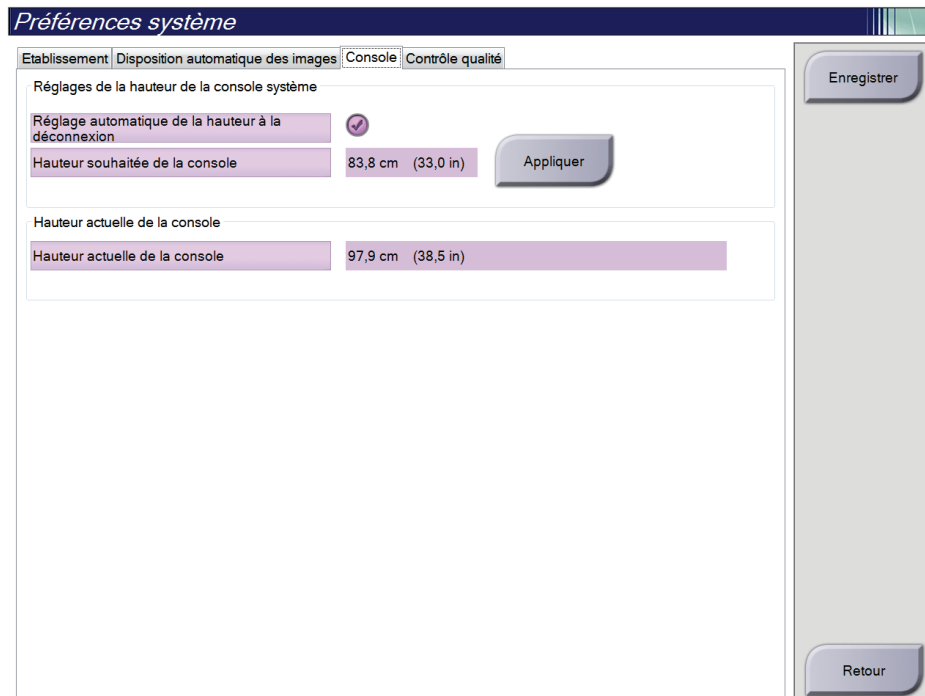 Préférences système
Etablissement Disposition automatique des images Console Contrôle qualité
Enregistrer
Réglages de la hauteur de la console système
Réglage automatique de la hauteur à la
déconnexion
Hauteur souhaitée de la console 83,8 cm (33,0 in) Appliquer
Hauteur actuelle de la console
Hauteur actuelle de la console 97,9 cm (38,5 in)
Retour